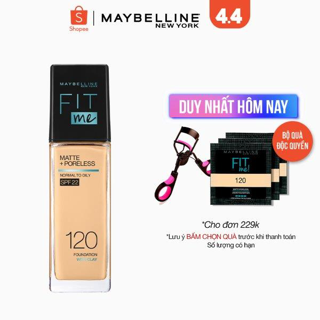 Shopee
MAYBELLINE
NEW YORK
4.4
MAYBELLINE
FIT
me
MATTE
+ PORELESS
NORMAL TO OILY
SPF 22
120
FOUNDATION
DUY NHẤT HÔM NAY
BỘ QUÀ
ĐỘC QUYỀN
FIT
me!
120
*Cho đơn 229k
*Lưu ý BẤM CHỌN QUÀ trước khi thanh toán
Số lượng có hạn